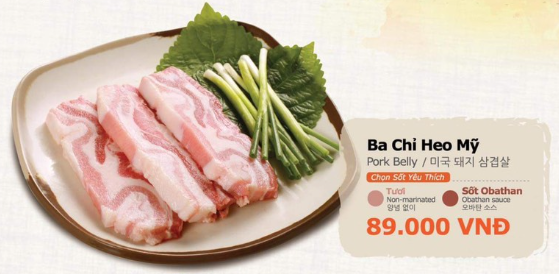 Ba Chỉ Heo Mỹ
Pork Belly / 미국 돼지 삼겹살
Chọn Sốt Yêu Thích
Tươi
Non-marinated
양념 없이
Sốt Obathan
Obathan sauce
오바탄 소스
89.000 VNĐ